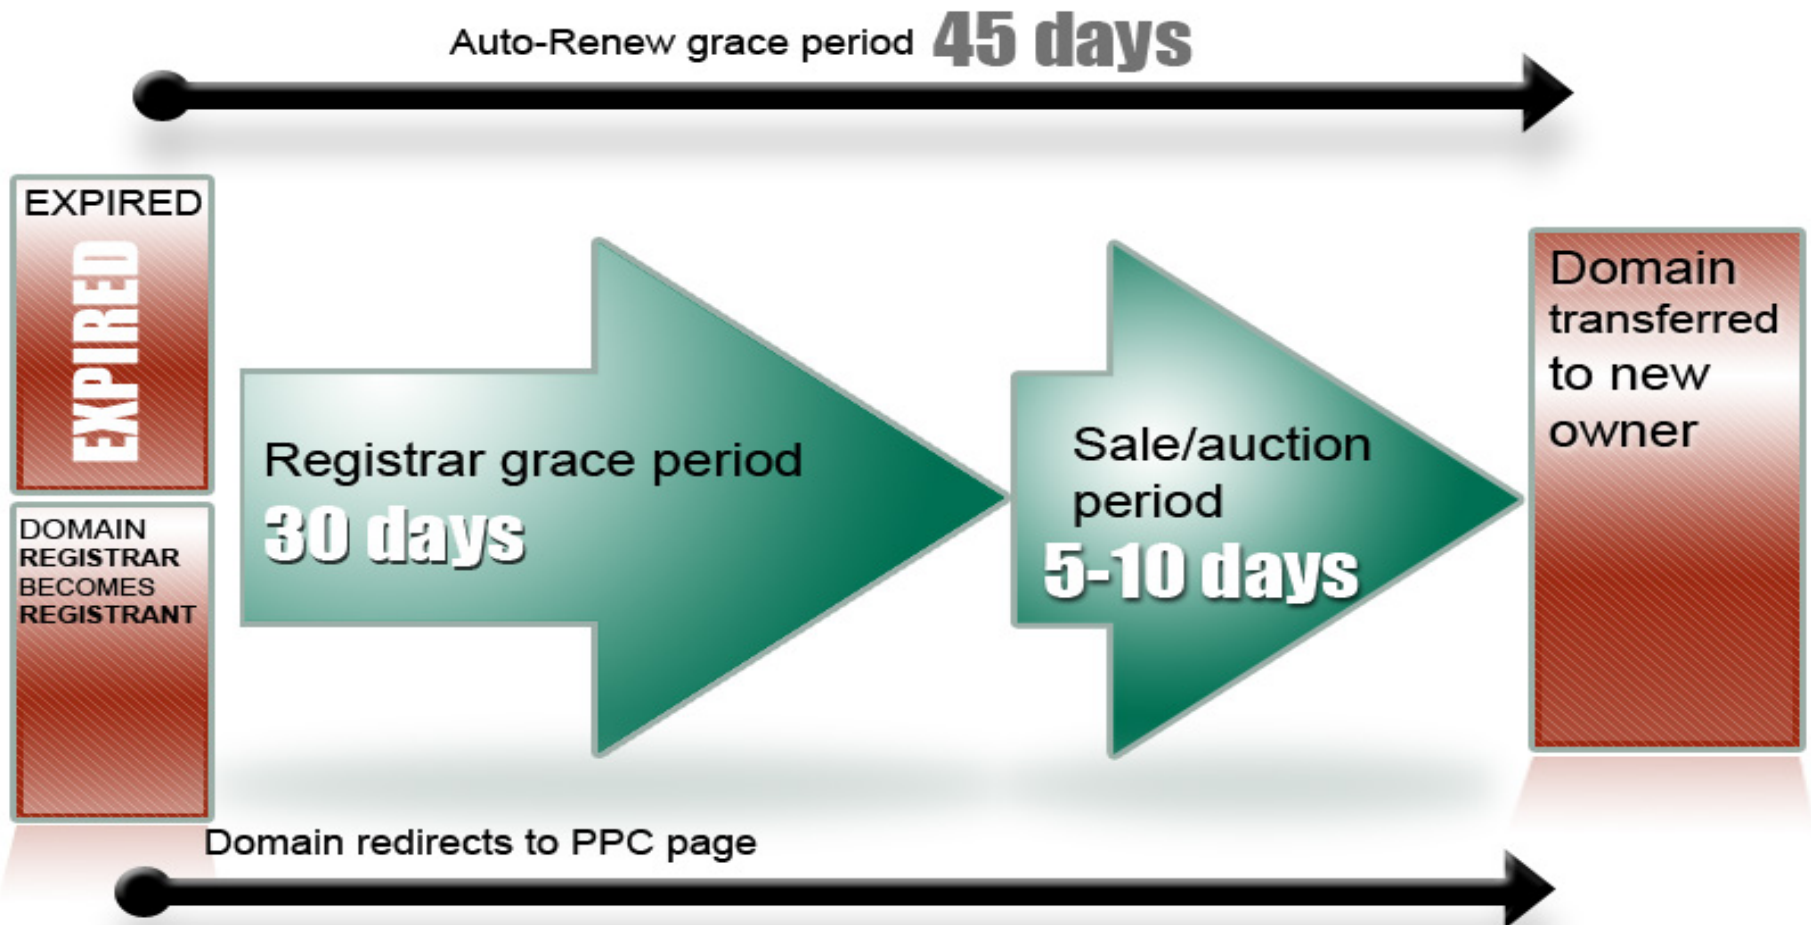 Auto-Renew grace period 45 days
EXPIRED
EXPIRED
DOMAIN
REGISTRAR
BECOMES
REGISTRANT
Registrar grace period
30 days
Sale/auction
period
5-10 days
Domain
transferred
to new
owner
Domain redirects to PPC page